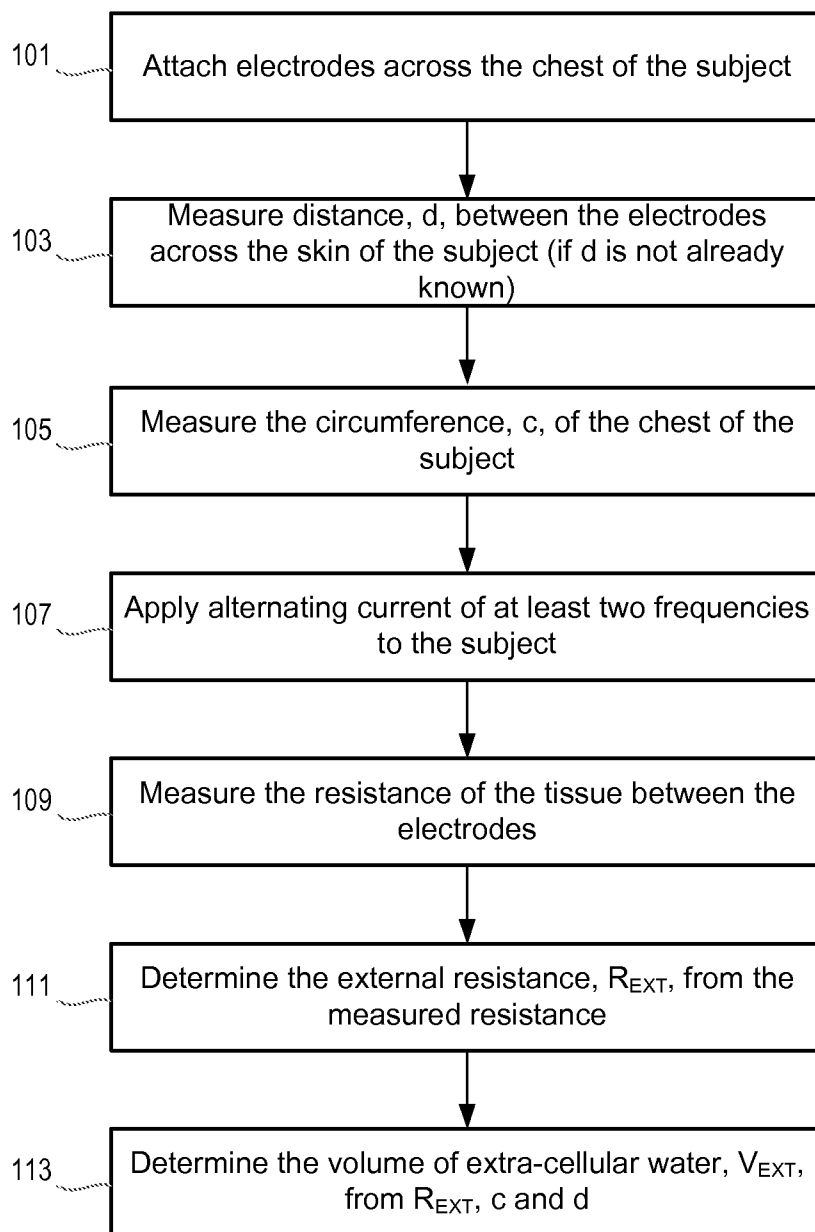 101
Attach electrodes across the chest of the subject
103
Measure distance, d, between the electrodes
across the skin of the subject (if d is not already
known)
105
Measure the circumference, c, of the chest of the
subject
107
Apply alternating current of at least two frequencies
to the subject
109
Measure the resistance of the tissue between the
electrodes
111
Determine the external resistance, R_EXT, from the
measured resistance
113
Determine the volume of extra-cellular water, V_EXT,
from R_EXT, c and d